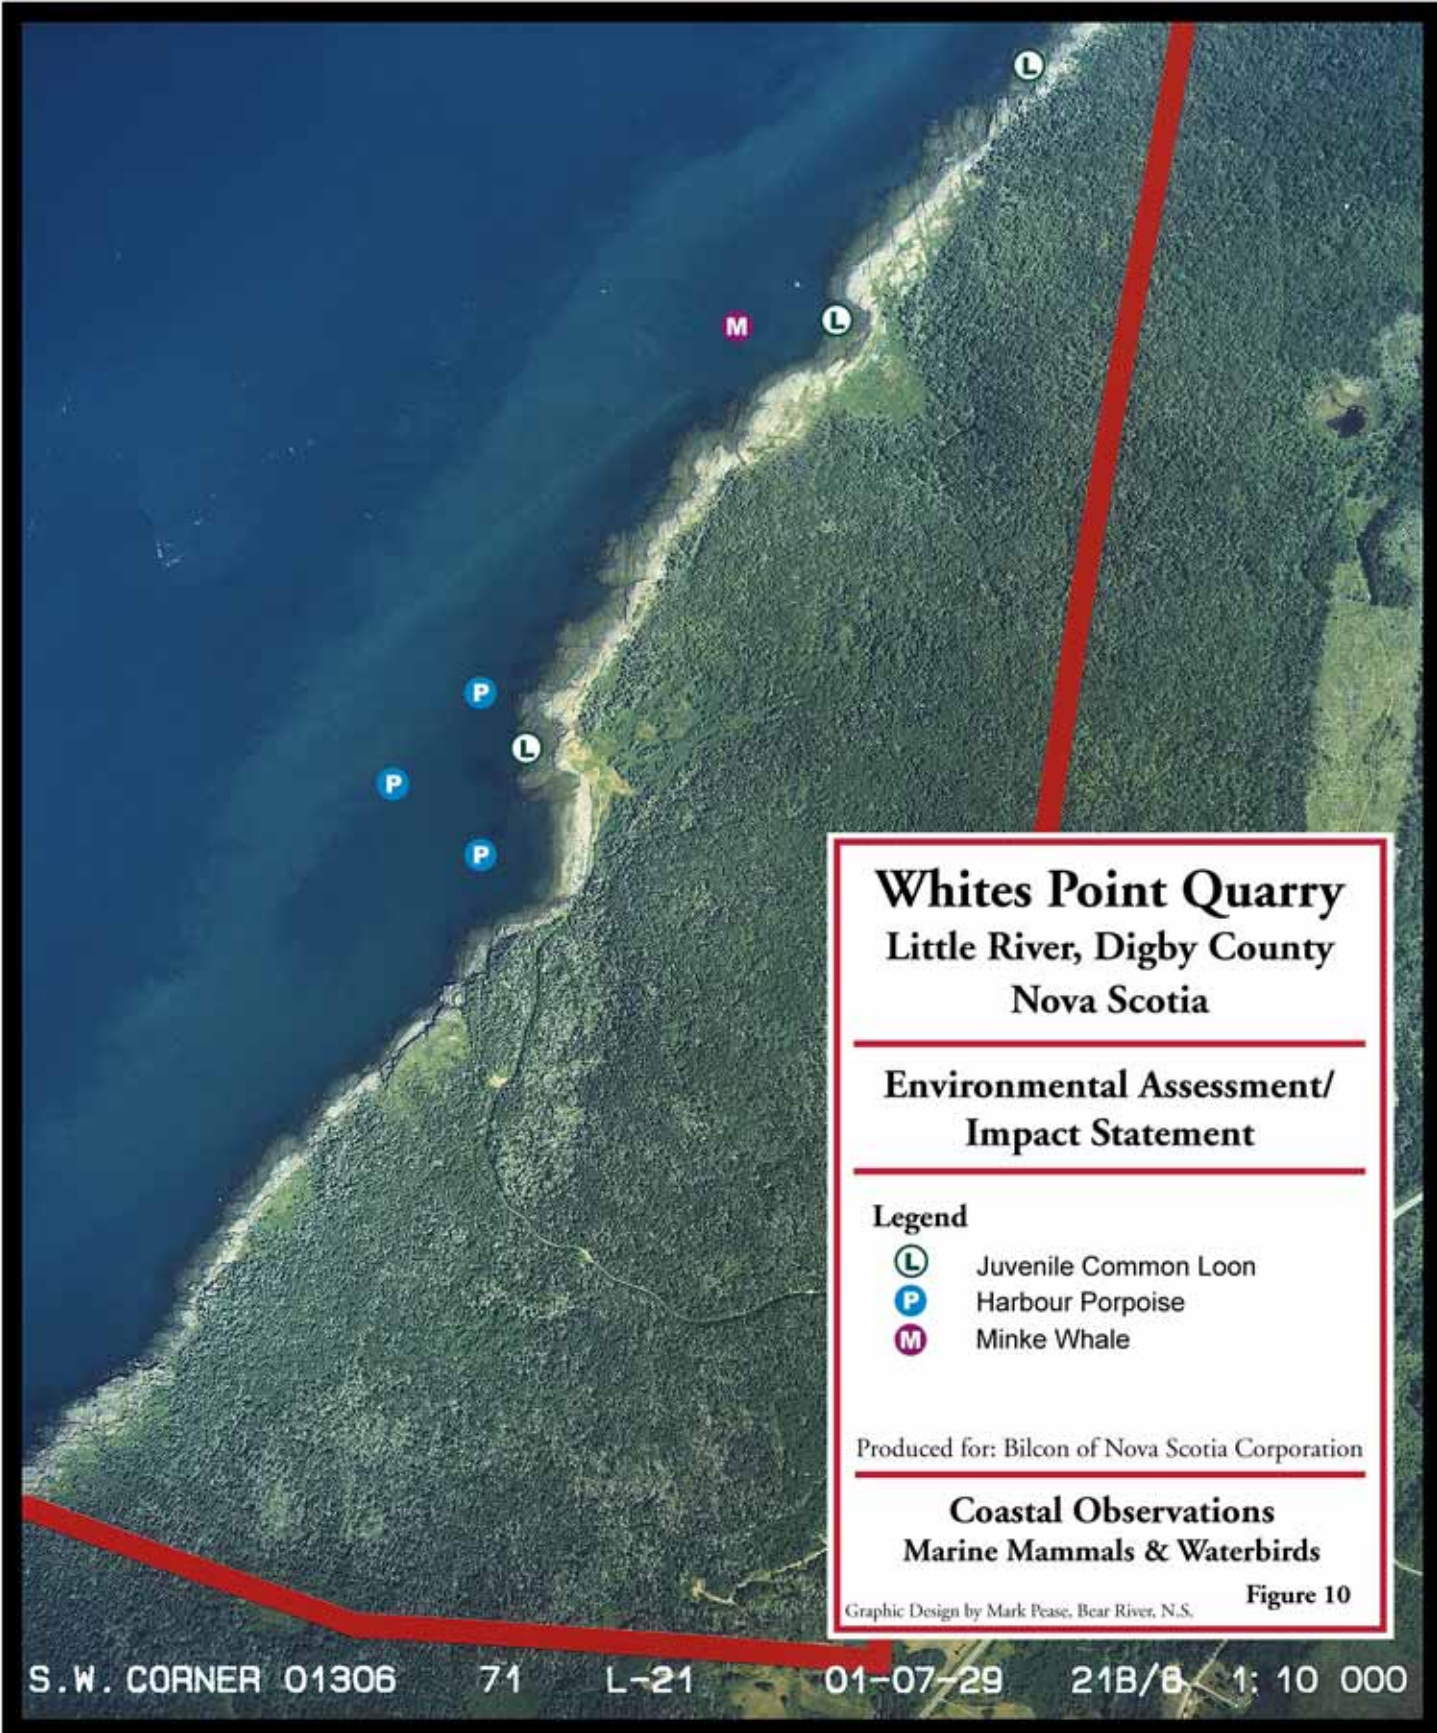 L
M L
P
L
P
P
Whites Point Quarry
Little River, Digby County
Nova Scotia
Environmental Assessment/
Impact Statement
Legend
L Juvenile Common Loon
P Harbour Porpoise
M Minke Whale
Produced for: Bilcon of Nova Scotia Corporation
Coastal Observations
Marine Mammals & Waterbirds
Figure 10
Graphic Design by Mark Pease, Bear River, N.S.
S.W. CORNER 01306 71 L-21 01-07-29 21B/8 1: 10 000